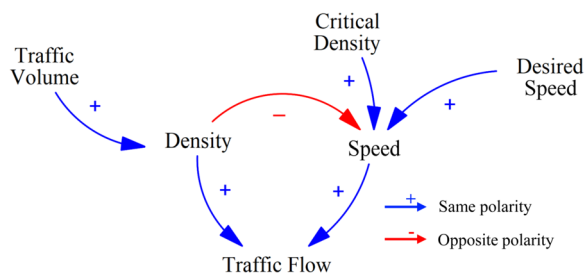 Critical
Density
Traffic
Volume
Desired
Speed
+
+
+
−
Density
Speed
+
+
+ Same polarity
- Opposite polarity
Traffic Flow